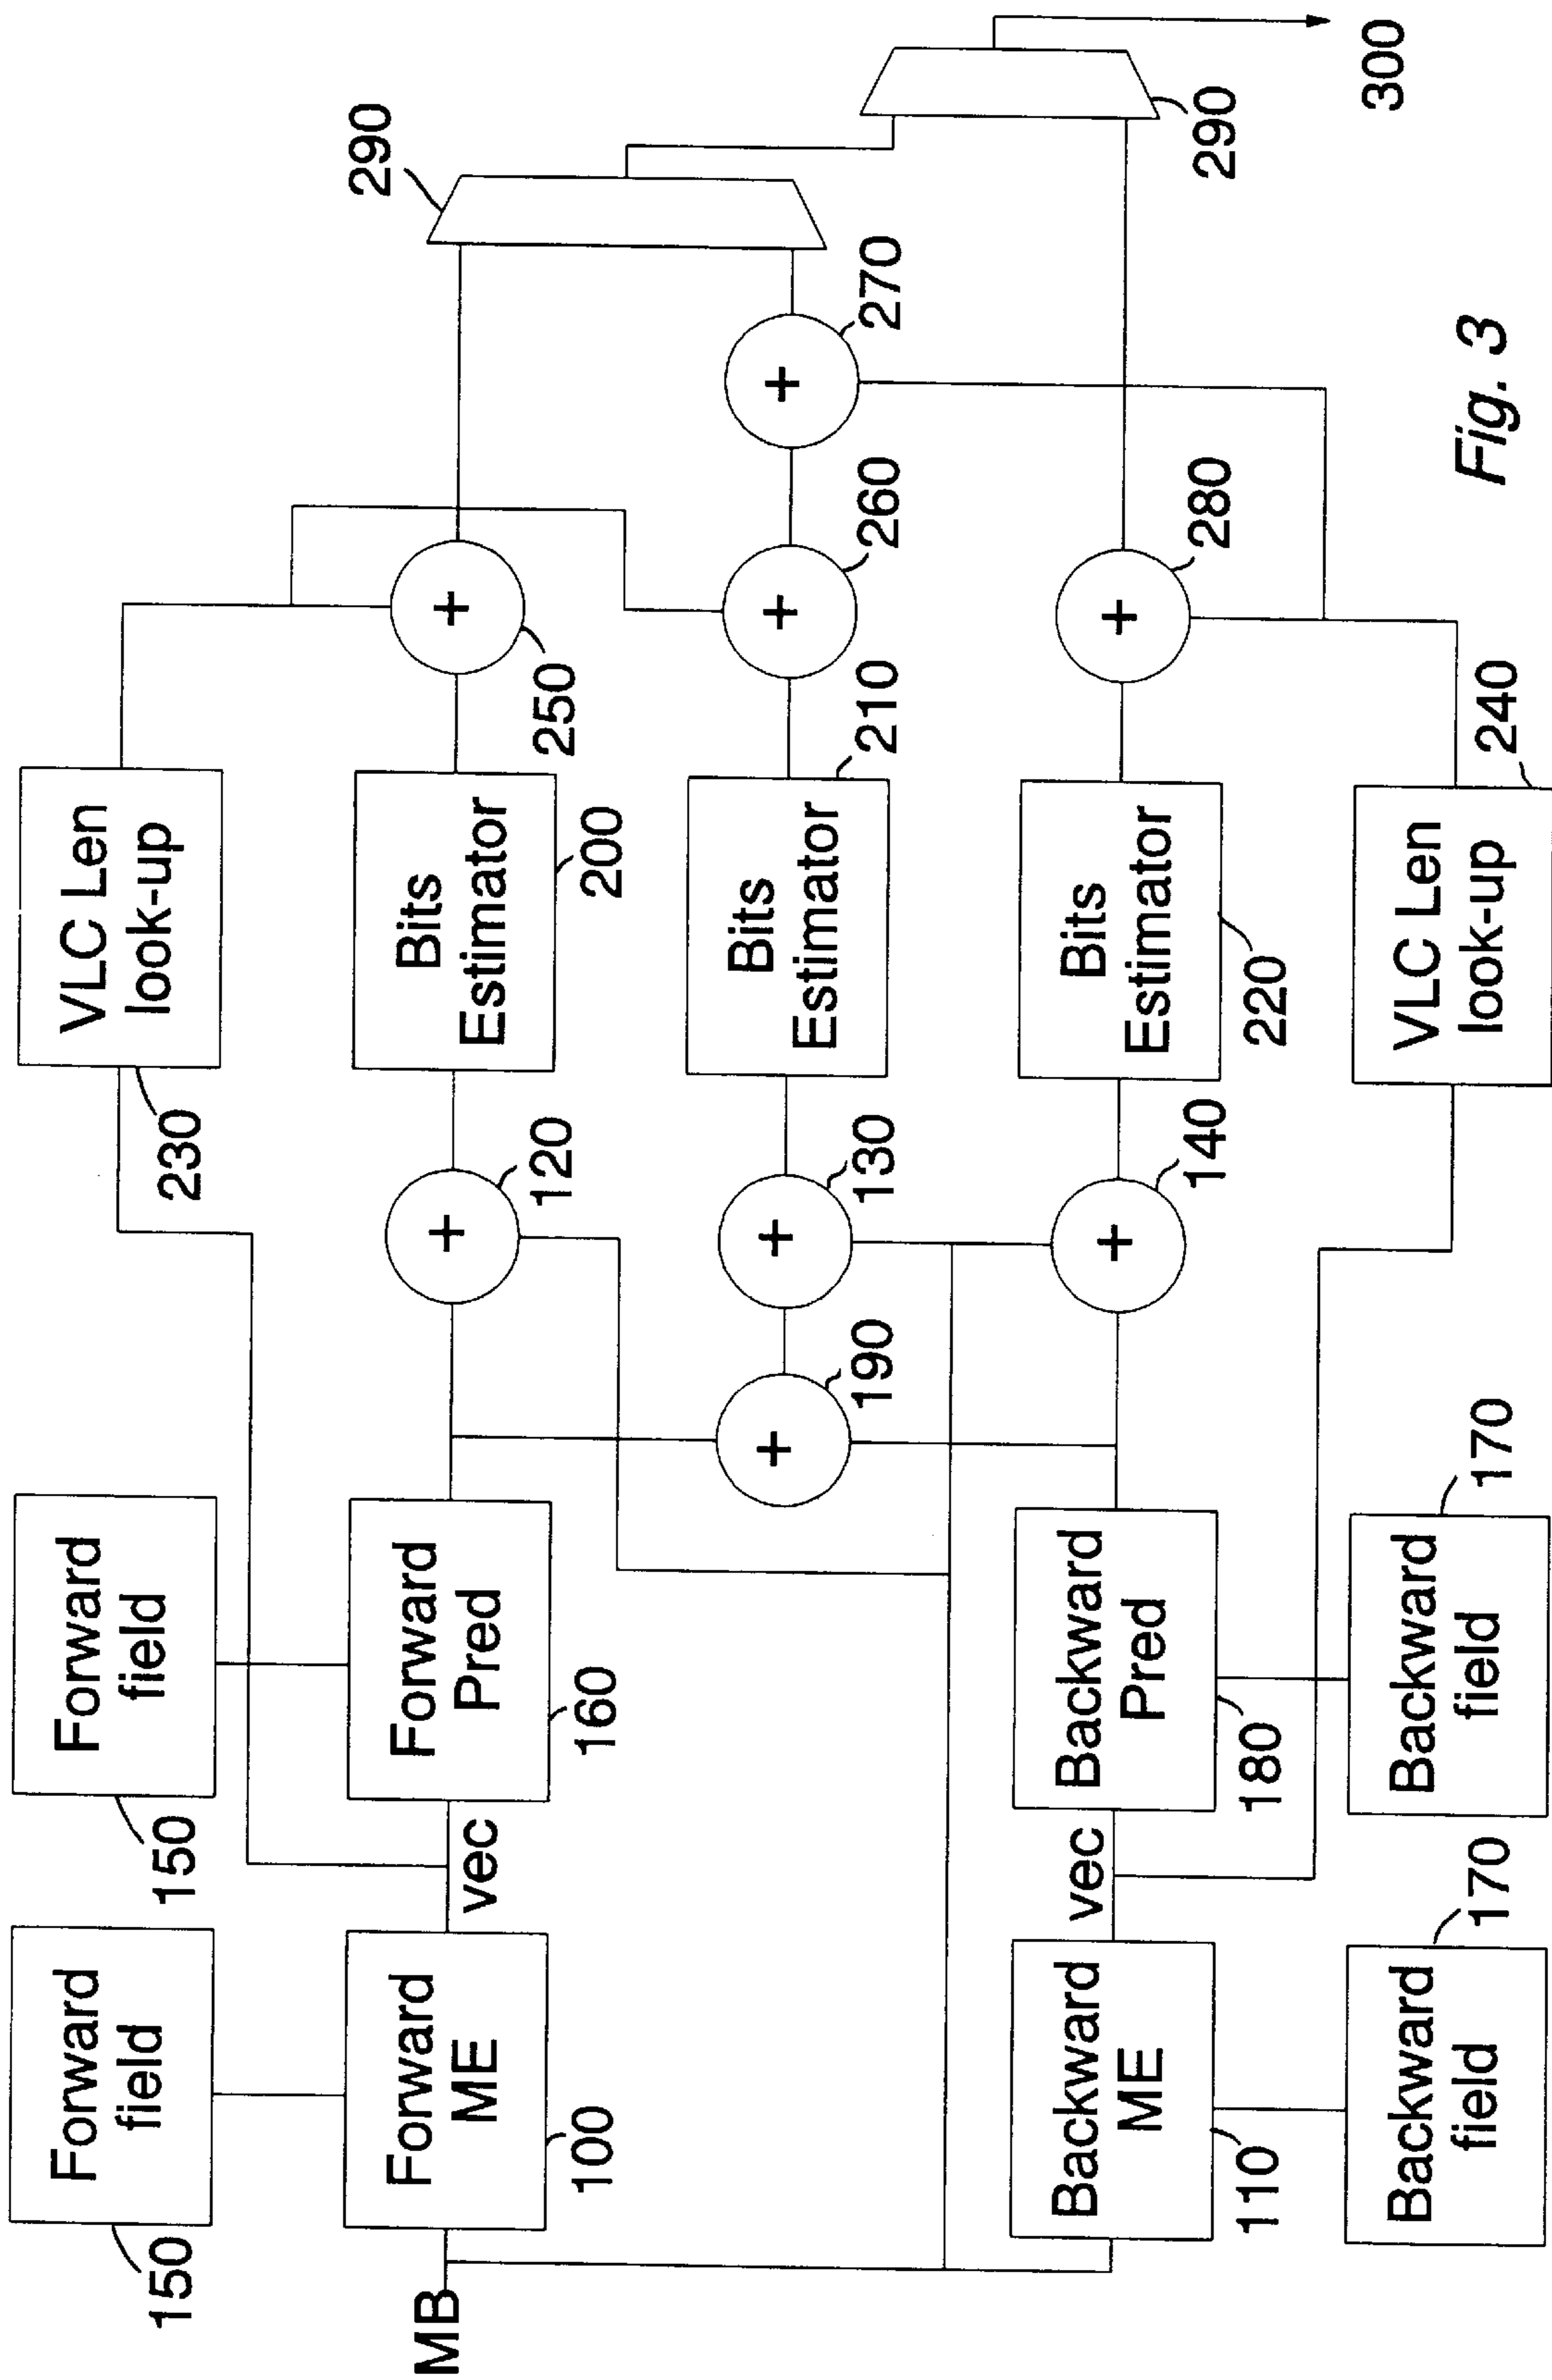 150
Forward
field
150
Forward
field
230
VLC Len
look-up
MB
Forward
ME
100
vec
Forward
Pred
160
+
120
Bits
Estimator
200
+
250
290
+
190
+
130
Bits
Estimator
210
+
260
+
270
Backward
ME
110
vec
Backward
Pred
180
+
140
Bits
Estimator
220
+
280
290
Backward
field
170
Backward
field
170
VLC Len
look-up
240
300
Fig. 3